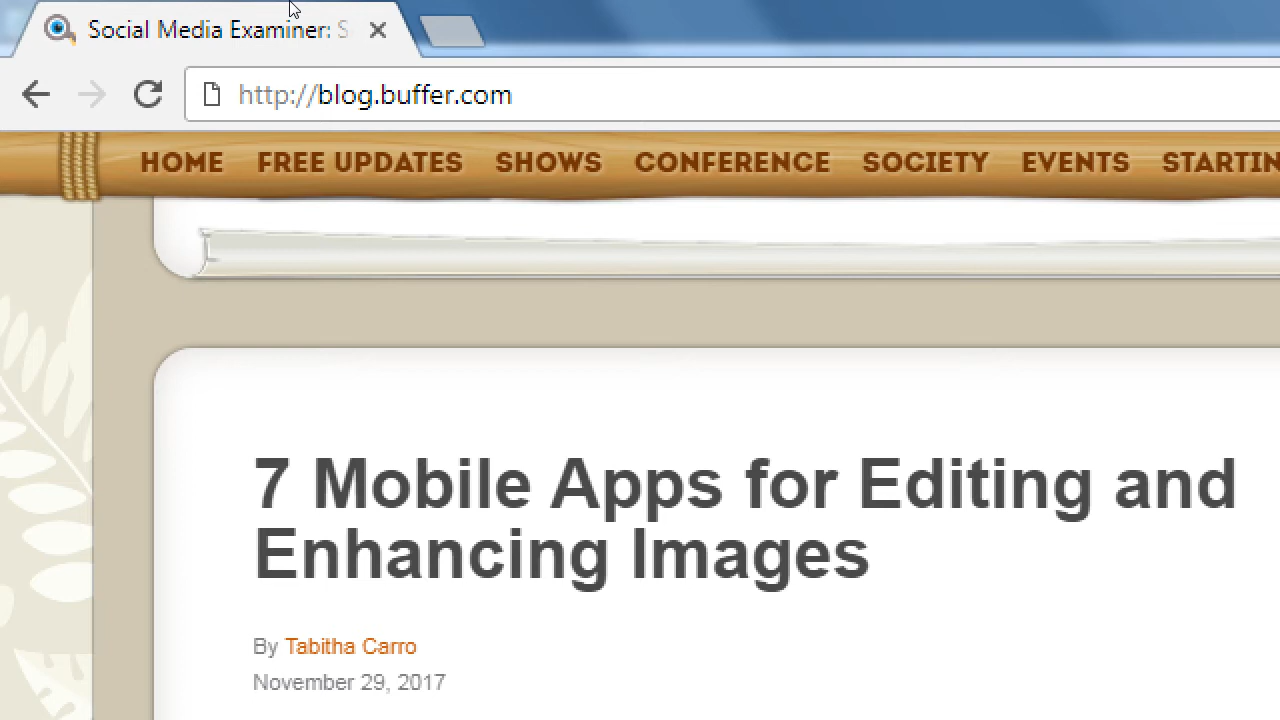 Social Media Examiner: S
http://blog.buffer.com
HOME FREE UPDATES SHOWS CONFERENCE SOCIETY EVENTS STARTIN
7 Mobile Apps for Editing and
Enhancing Images
By Tabitha Carro
November 29, 2017